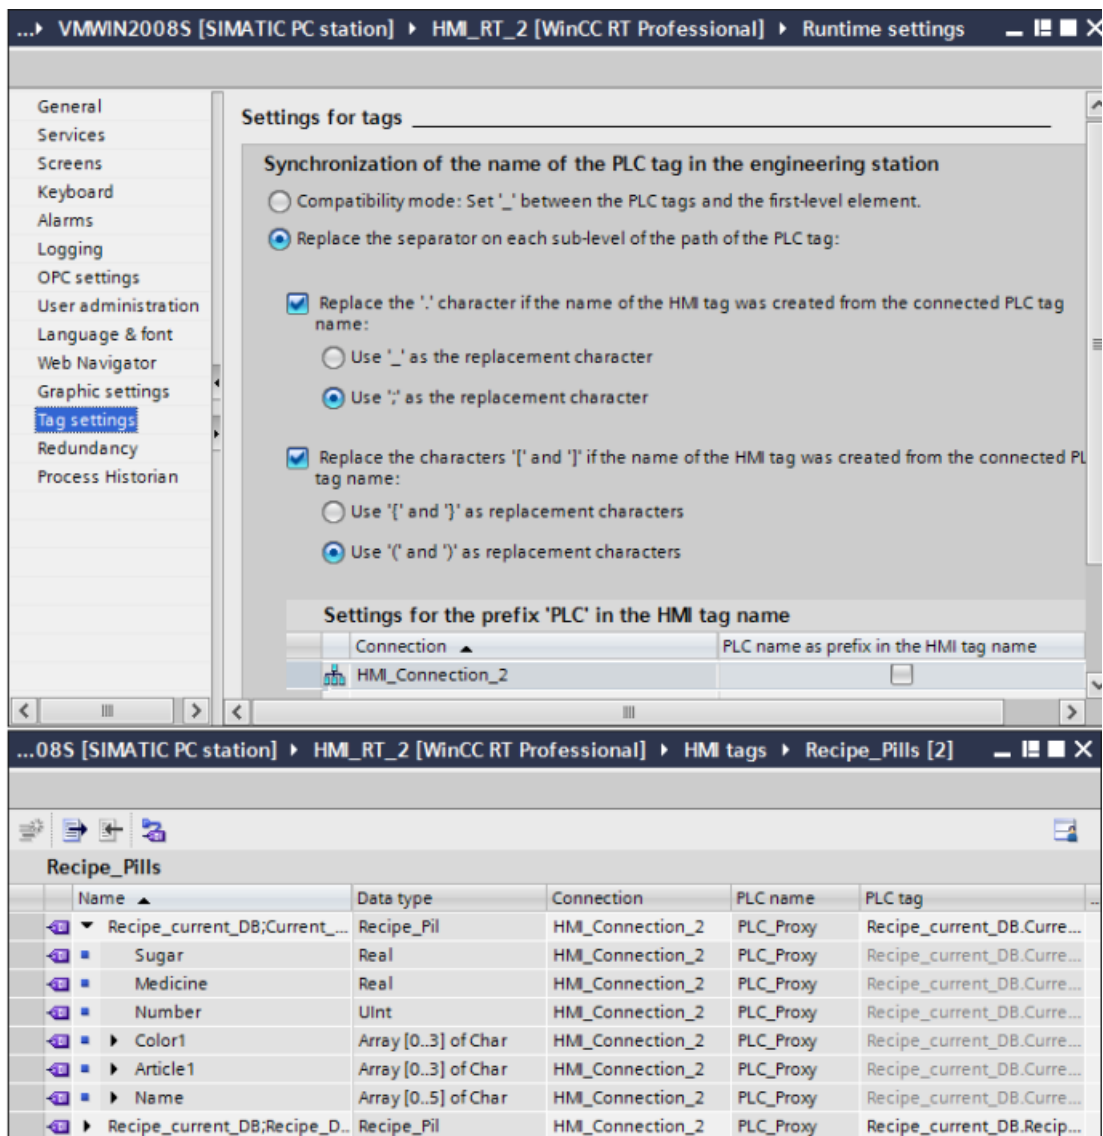 ...▸ VMWIN2008S [SIMATIC PC station] ▸ HMI_RT_2 [WinCC RT Professional] ▸ Runtime settings
General
Services
Screens
Keyboard
Alarms
Logging
OPC settings
User administration
Language & font
Web Navigator
Graphic settings
Tag settings
Redundancy
Process Historian
Settings for tags
Synchronization of the name of the PLC tag in the engineering station
Compatibility mode: Set '_' between the PLC tags and the first-level element.
Replace the separator on each sub-level of the path of the PLC tag:
Replace the '.' character if the name of the HMI tag was created from the connected PLC tag
name:
Use '_' as the replacement character
Use ';' as the replacement character
Replace the characters '[' and ']' if the name of the HMI tag was created from the connected PL
tag name:
Use '{' and '}' as replacement characters
Use '(' and ')' as replacement characters
Settings for the prefix 'PLC' in the HMI tag name
Connection PLC name as prefix in the HMI tag name
HMI_Connection_2
...08S [SIMATIC PC station] ▸ HMI_RT_2 [WinCC RT Professional] ▸ HMI tags ▸ Recipe_Pills [2]
Recipe_Pills
Name Data type Connection PLC name PLC tag ...
Recipe_current_DB;Current_... Recipe_Pil HMI_Connection_2 PLC_Proxy Recipe_current_DB.Curre...
Sugar Real HMI_Connection_2 PLC_Proxy Recipe_current_DB.Curre...
Medicine Real HMI_Connection_2 PLC_Proxy Recipe_current_DB.Curre...
Number UInt HMI_Connection_2 PLC_Proxy Recipe_current_DB.Curre...
Color1 Array [0..3] of Char HMI_Connection_2 PLC_Proxy Recipe_current_DB.Curre...
Article1 Array [0..3] of Char HMI_Connection_2 PLC_Proxy Recipe_current_DB.Curre...
Name Array [0..5] of Char HMI_Connection_2 PLC_Proxy Recipe_current_DB.Curre...
Recipe_current_DB;Recipe_D... Recipe_Pil HMI_Connection_2 PLC_Proxy Recipe_current_DB.Recip...